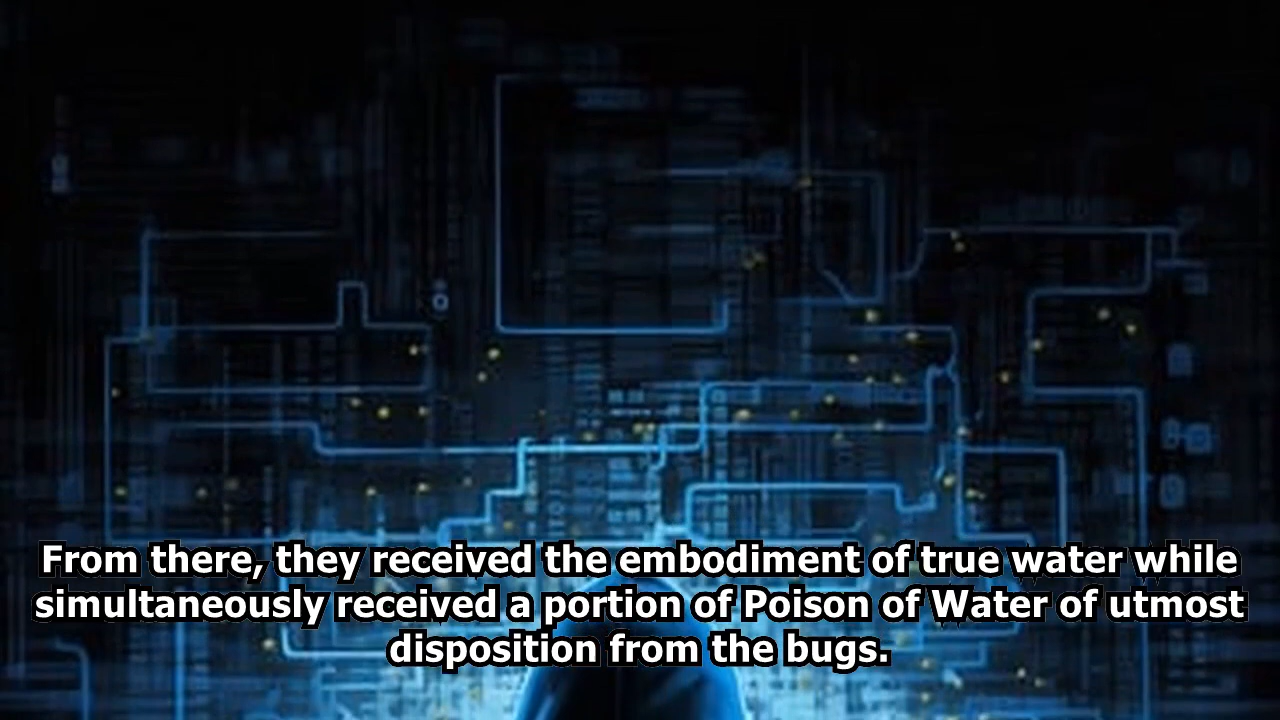 From there, they received the embodiment of true water while
simultaneously received a portion of Poison of Water of utmost
disposition from the bugs.